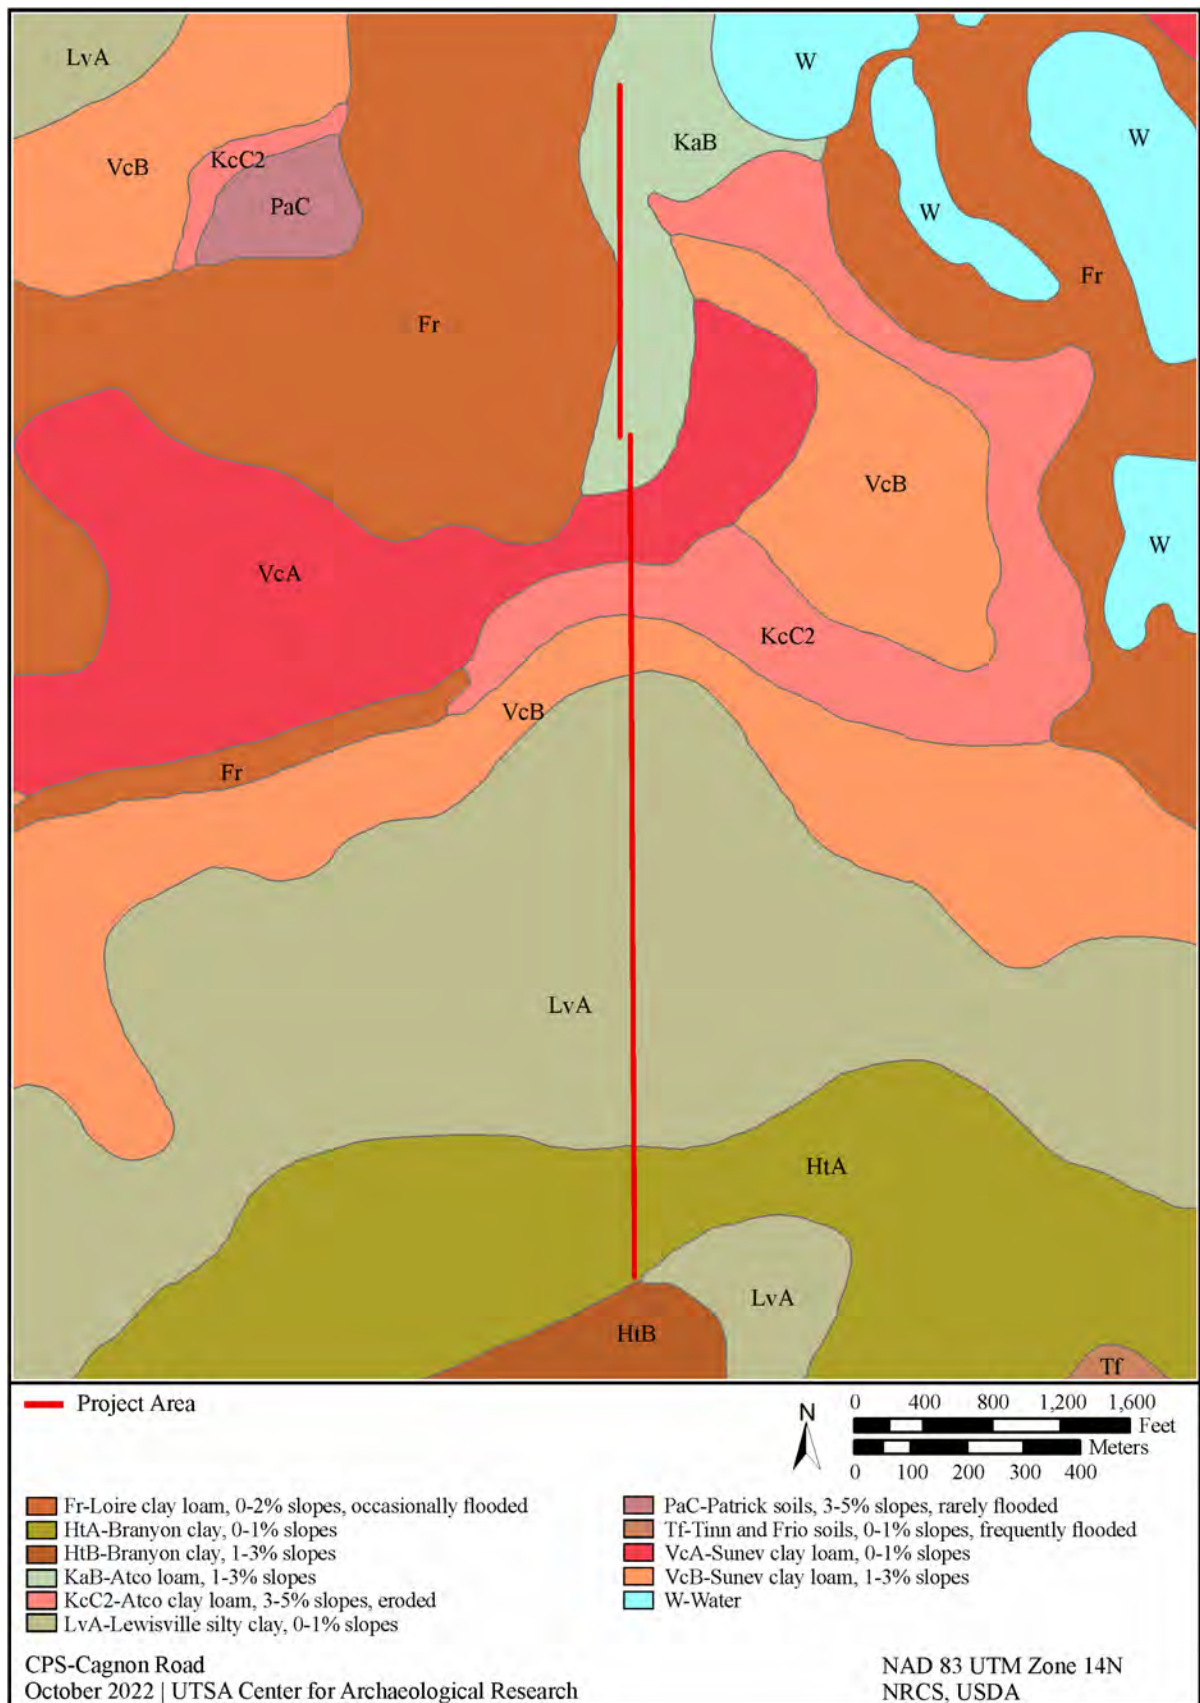 LvA
W
W
KaB
VcB
KcC2
PaC
W
Fr
Fr
VcB
W
VcA
KcC2
VcB
Fr
LvA
HtA
LvA
HtB
Tf
Project Area
N
0 400 800 1,200 1,600
Feet
Meters
0 100 200 300 400
Fr-Loire clay loam, 0-2% slopes, occasionally flooded
HtA-Branyon clay, 0-1% slopes
HtB-Branyon clay, 1-3% slopes
KaB-Atco loam, 1-3% slopes
KcC2-Atco clay loam, 3-5% slopes, eroded
LvA-Lewisville silty clay, 0-1% slopes
PaC-Patrick soils, 3-5% slopes, rarely flooded
Tf-Tinn and Frio soils, 0-1% slopes, frequently flooded
VcA-Sunev clay loam, 0-1% slopes
VcB-Sunev clay loam, 1-3% slopes
W-Water
CPS-Cagnon Road
October 2022 | UTSA Center for Archaeological Research
NAD 83 UTM Zone 14N
NRCS, USDA